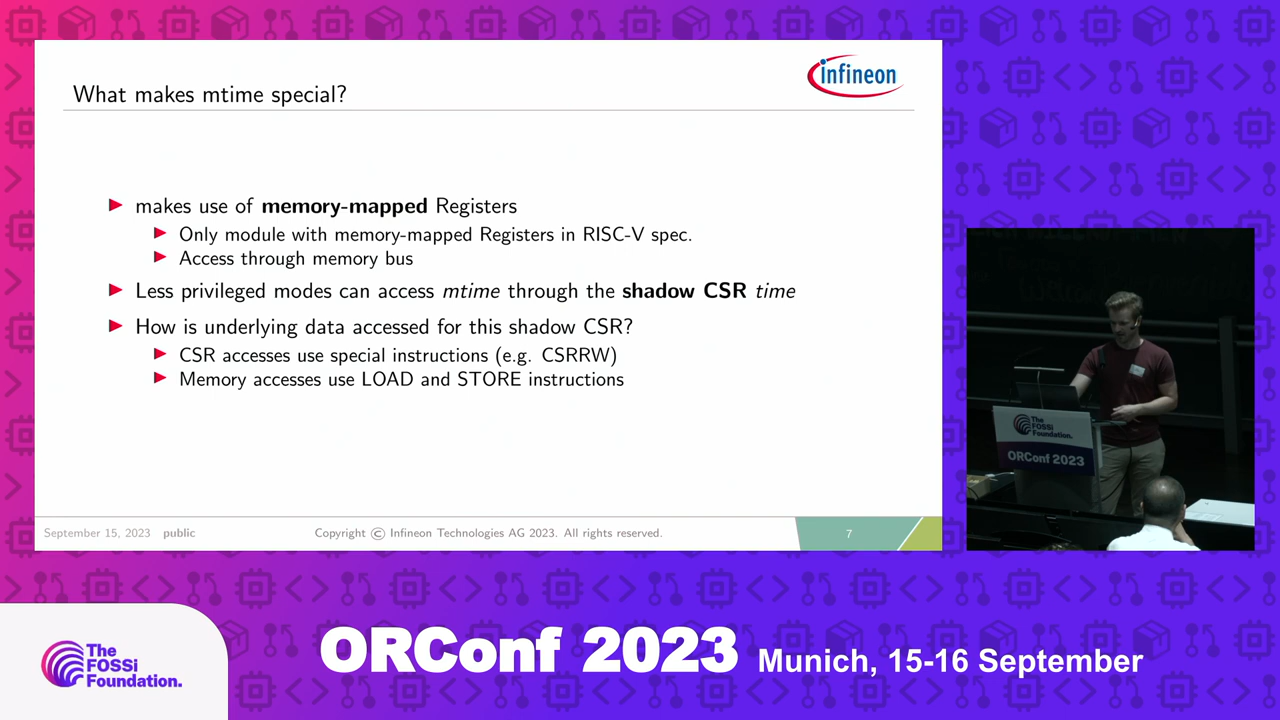 infineon
What makes mtime special?
makes use of memory-mapped Registers
Only module with memory-mapped Registers in RISC-V spec.
Access through memory bus
Less privileged modes can access mtime through the shadow CSR time
How is underlying data accessed for this shadow CSR?
CSR accesses use special instructions (e.g. CSRRW)
Memory accesses use LOAD and STORE instructions
September 15, 2023 public
Copyright © Infineon Technologies AG 2023. All rights reserved.
7
The
FOSSi
Foundation.
ORConf 2023
The
FOSSi
Foundation.
ORConf 2023 Munich, 15-16 September